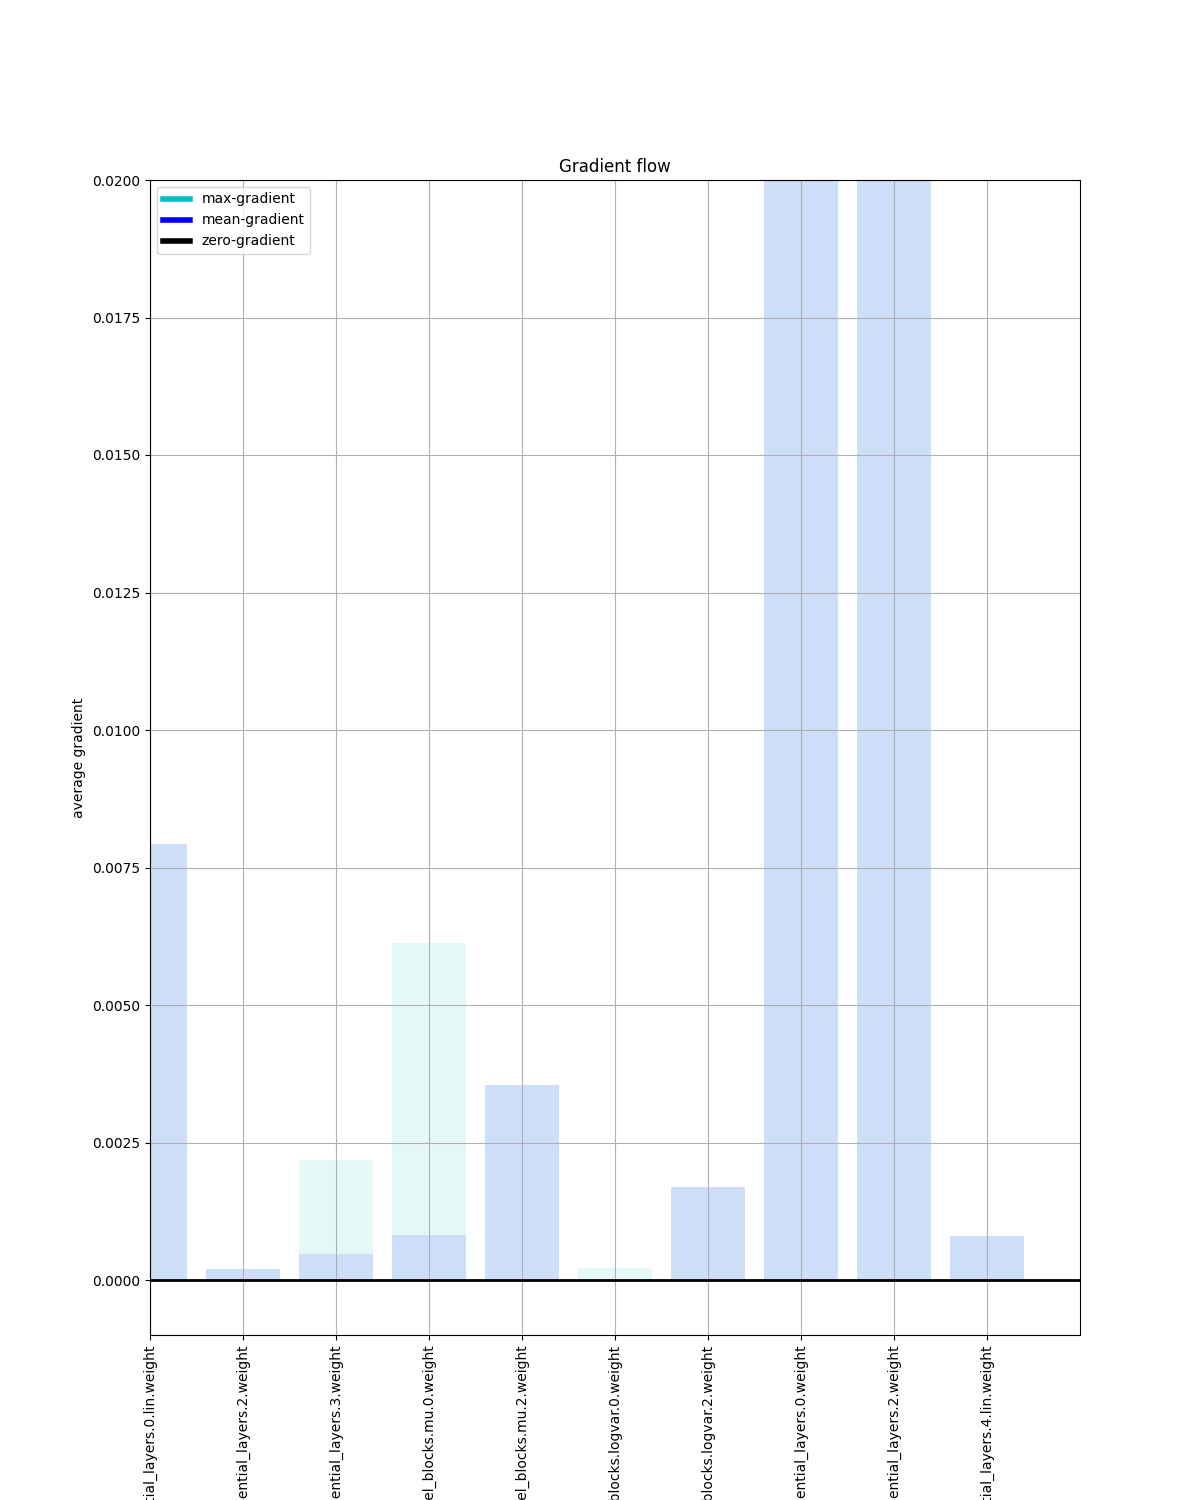 Gradient flow
max-gradient
mean-gradient
zero-gradient
0.0200
0.0175
0.0150
0.0125
0.0100
0.0075
0.0050
0.0025
0.0000
average gradient
tial_layers.0.lin.weight
ential_layers.2.weight
ential_layers.3.weight
el_blocks.mu.0.weight
el_blocks.mu.2.weight
blocks.logvar.0.weight
blocks.logvar.2.weight
ential_layers.0.weight
ential_layers.2.weight
tial_layers.4.lin.weight